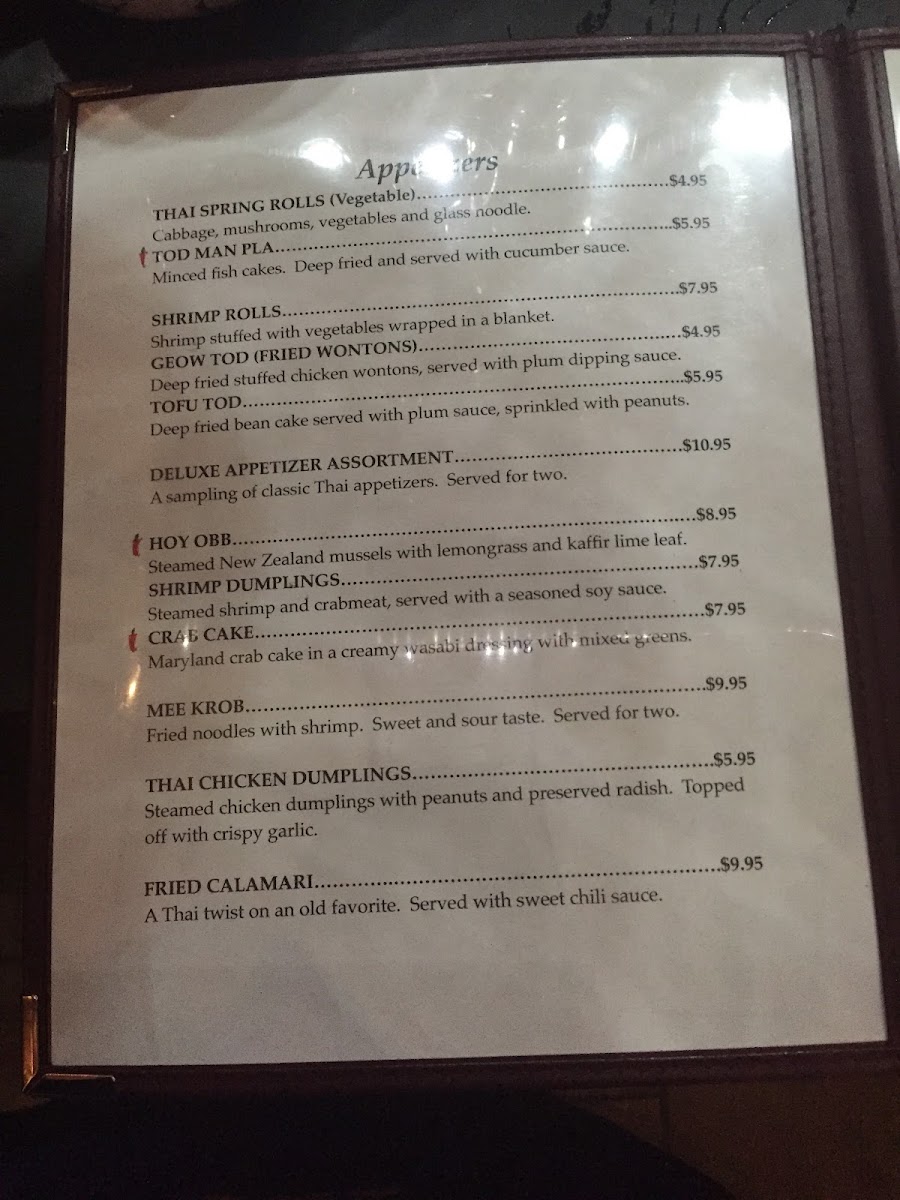 Appetizers
THAI SPRING ROLLS (Vegetable)....................................................$4.95
Cabbage, mushrooms, vegetables and glass noodle.
TOD MAN PLA................................................................................$5.95
Minced fish cakes. Deep fried and served with cucumber sauce.
SHRIMP ROLLS................................................................................$7.95
Shrimp stuffed with vegetables wrapped in a blanket.
GEOW TOD (FRIED WONTONS)....................................................$4.95
Deep fried stuffed chicken wontons, served with plum dipping sauce.
TOFU TOD.......................................................................................$5.95
Deep fried bean cake served with plum sauce, sprinkled with peanuts.
DELUXE APPETIZER ASSORTMENT..............................................$10.95
A sampling of classic Thai appetizers. Served for two.
HOY OBB.........................................................................................$8.95
Steamed New Zealand mussels with lemongrass and kaffir lime leaf.
SHRIMP DUMPLINGS.....................................................................$7.95
Steamed shrimp and crabmeat, served with a seasoned soy sauce.
CRAB CAKE.....................................................................................$7.95
Maryland crab cake in a creamy wasabi dressing with mixed greens.
MEE KROB.......................................................................................$9.95
Fried noodles with shrimp. Sweet and sour taste. Served for two.
THAI CHICKEN DUMPLINGS..........................................................$5.95
Steamed chicken dumplings with peanuts and preserved radish. Topped
off with crispy garlic.
FRIED CALAMARI............................................................................$9.95
A Thai twist on an old favorite. Served with sweet chili sauce.